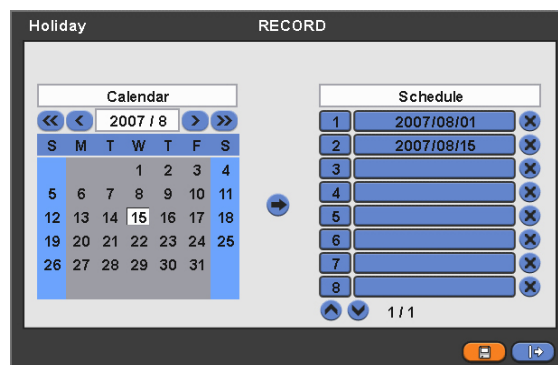 Holiday RECORD
Calendar
2007 / 8
S M T W T F S
1 2 3 4
5 6 7 8 9 10 11
12 13 14 15 16 17 18
19 20 21 22 23 24 25
26 27 28 29 30 31
Schedule
1 2007/08/01
2 2007/08/15
3
4
5
6
7
8
1/1